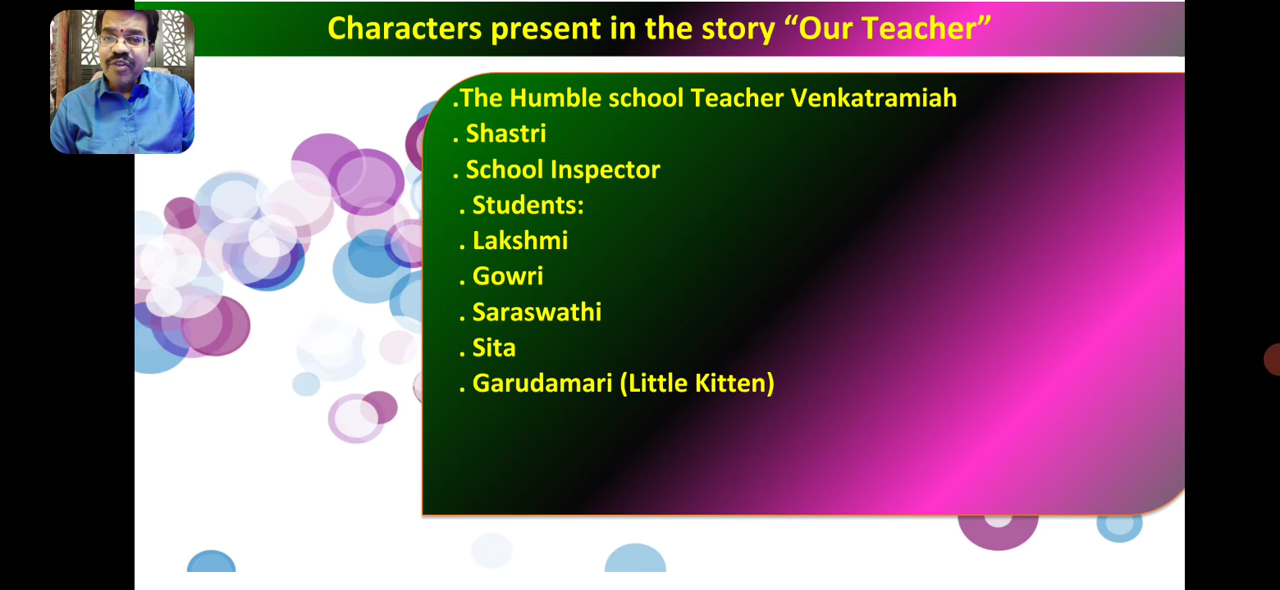 Characters present in the story “Our Teacher”
.The Humble school Teacher Venkatramiah
. Shastri
. School Inspector
. Students:
. Lakshmi
. Gowri
. Saraswathi
. Sita
. Garudamari (Little Kitten)